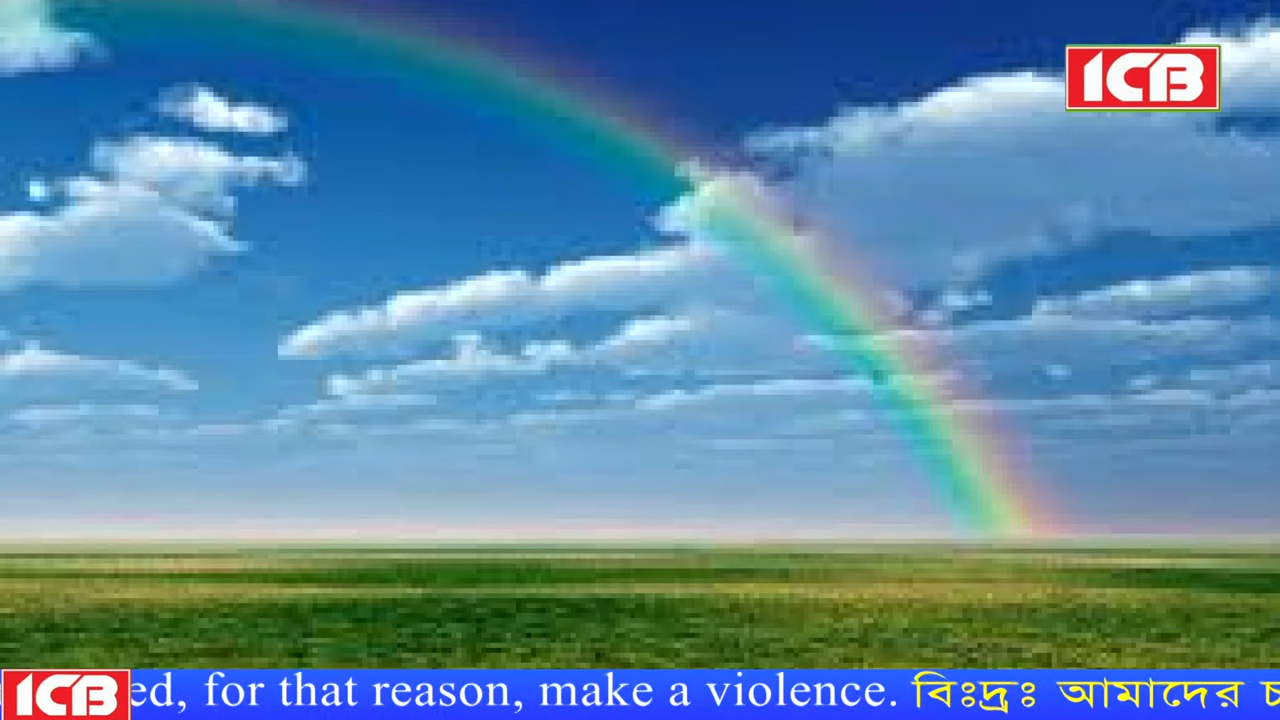 ICB
ICB ed, for that reason, make a violence. বিঃদ্রঃ আমাদের